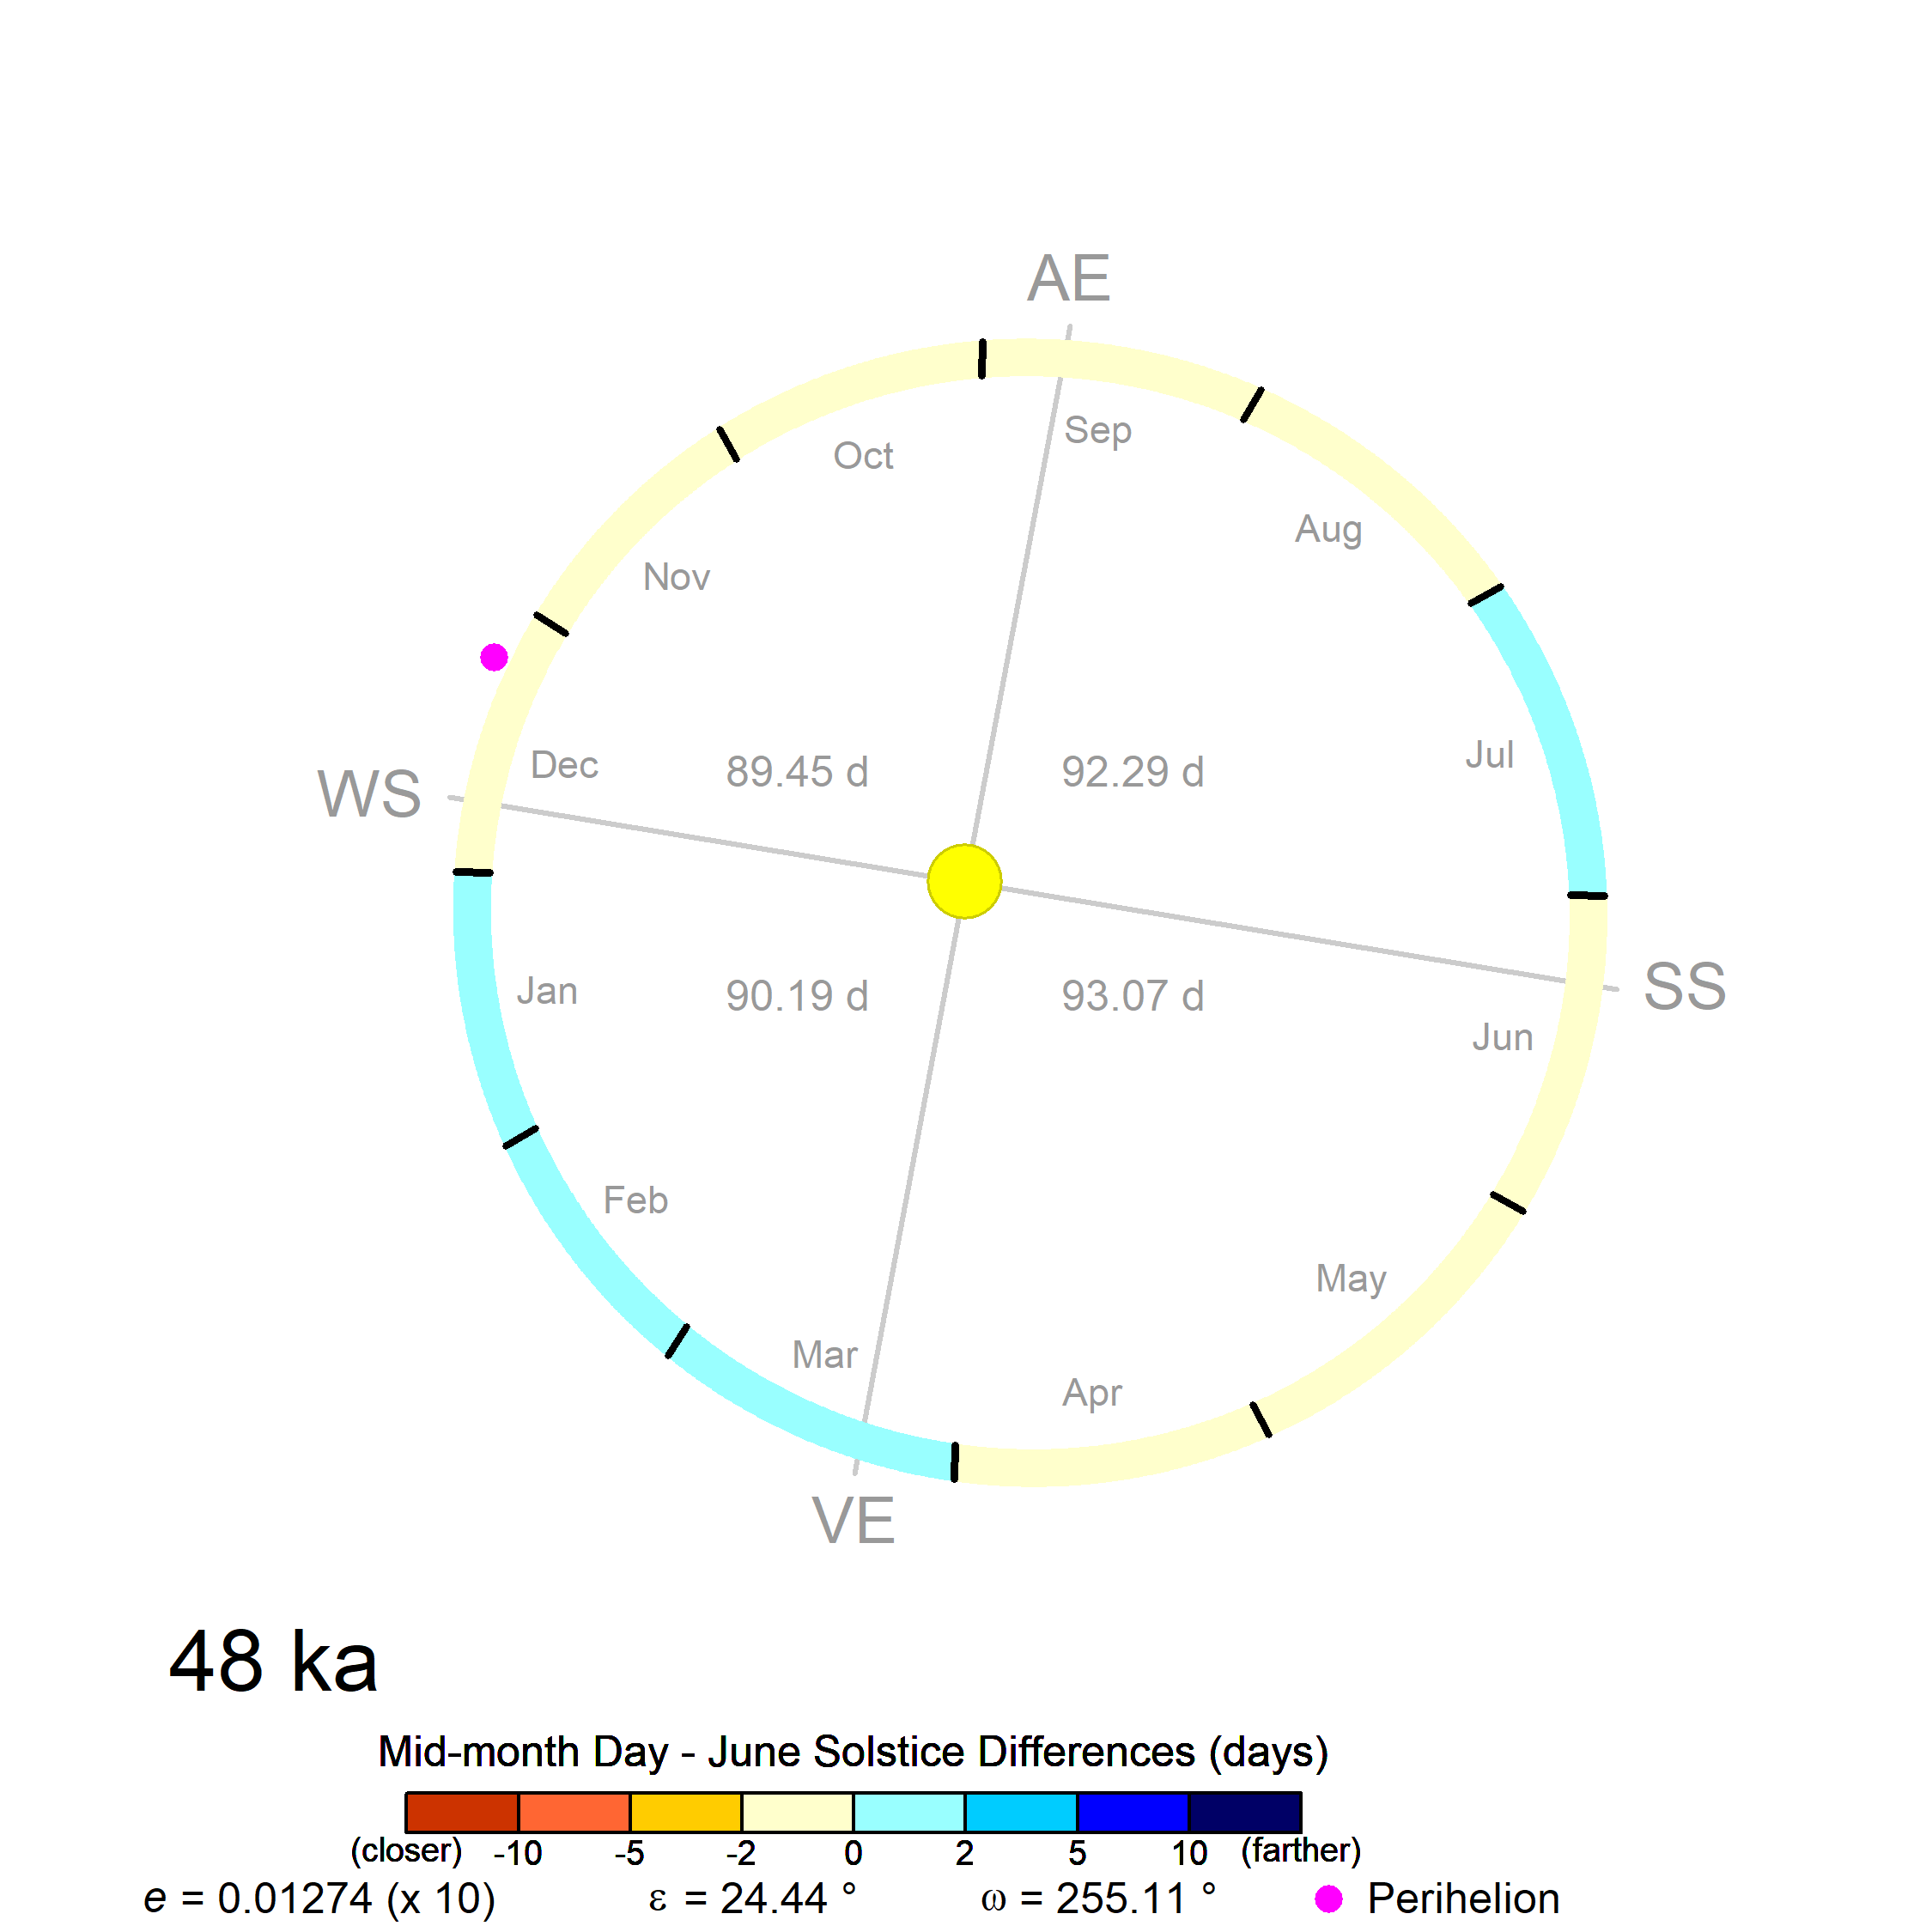 AE
Sep
Oct
Aug
Nov
Jul
Dec
89.45 d
92.29 d
WS
SS
Jan
90.19 d
93.07 d
Jun
Feb
May
Mar
Apr
VE
48 ka
Mid-month Day - June Solstice Differences (days)
(closer) -10 -5 -2 0 2 5 10 (farther)
e = 0.01274 (x 10) ε = 24.44 ° ω = 255.11 ° Perihelion